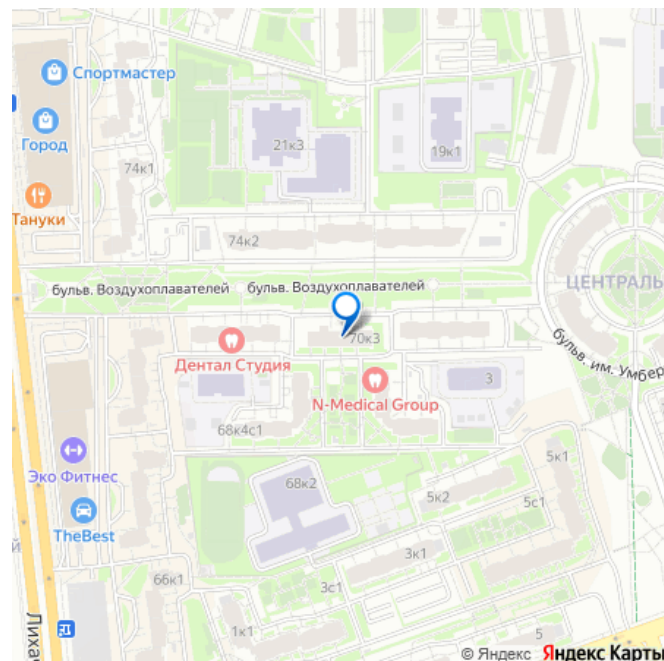 Спортмастер
Город
21к3
19к1
74к1
Тануки
74к2
ЦЕНТРАЛЬ
бульв. Воздухоплавателей
бульв. Воздухоплавателей
70к3
бульв. им. Умбер
Дентал Студия
3
N-Medical Group
68к4с1
Эко Фитнес
5к1
68к2
5к2
5с1
TheBest
3к1
66к1
3с1
Лихач
1к1
5
© Яндекс Яндекс Карты